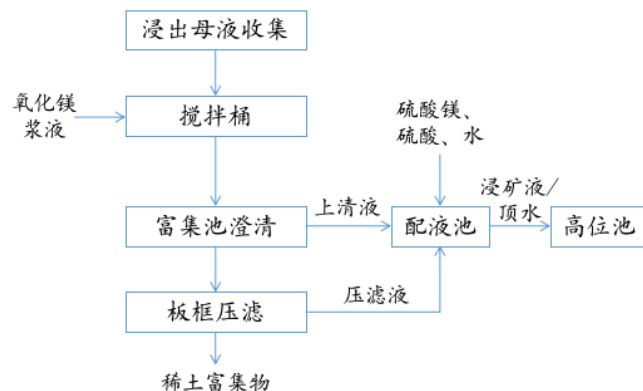 浸出母液收集
氧化镁
浆液
搅拌桶
硫酸镁、
硫酸、水
富集池澄清
上清液
配液池
浸矿液/
顶水
高位池
板框压滤
压滤液
稀土富集物